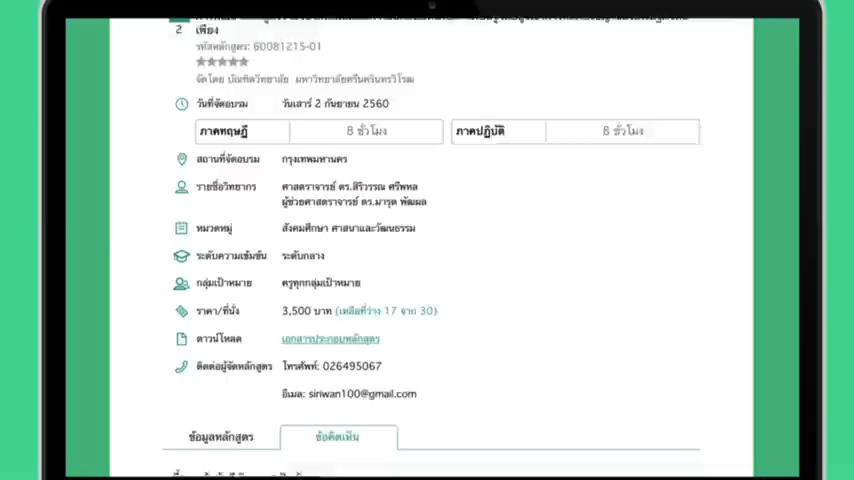 2 เพียง
รหัสหลักสูตร: 60081215-01
จัดโดย บัณฑิตวิทยาลัย มหาวิทยาลัยศรีนครินทรวิโรฒ
วันที่จัดอบรม วันเสาร์ 2 กันยายน 2560
ภาคทฤษฎี 8 ชั่วโมง ภาคปฏิบัติ 8 ชั่วโมง
สถานที่จัดอบรม กรุงเทพมหานคร
รายชื่อวิทยากร ศาสตราจารย์ ดร.สิริวรรณ ศรีพหล
ผู้ช่วยศาสตราจารย์ ดร.มารุต พัฒผล
หมวดหมู่ สังคมศึกษา ศาสนาและวัฒนธรรม
ระดับความเข้มข้น ระดับกลาง
กลุ่มเป้าหมาย ครูทุกกลุ่มเป้าหมาย
ราคา/ที่นั่ง 3,500 บาท (เหลือที่ว่าง 17 จาก 30)
ดาวน์โหลด เอกสารประกอบหลักสูตร
ติดต่อผู้จัดหลักสูตร โทรศัพท์: 026495067
อีเมล: siriwan100@gmail.com
ข้อมูลหลักสูตร ข้อคิดเห็น